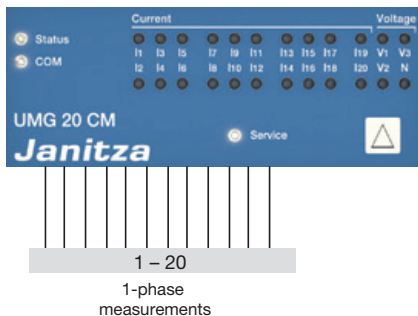 Current Voltage
Status
COM
I1 I3 I5 I7 I9 I11 I13 I15 I17 I19 V1 V3
I2 I4 I6 I8 I10 I12 I14 I16 I18 I20 V2 N
UMG 20 CM
Service
Janitza
1 – 20
1-phase
measurements